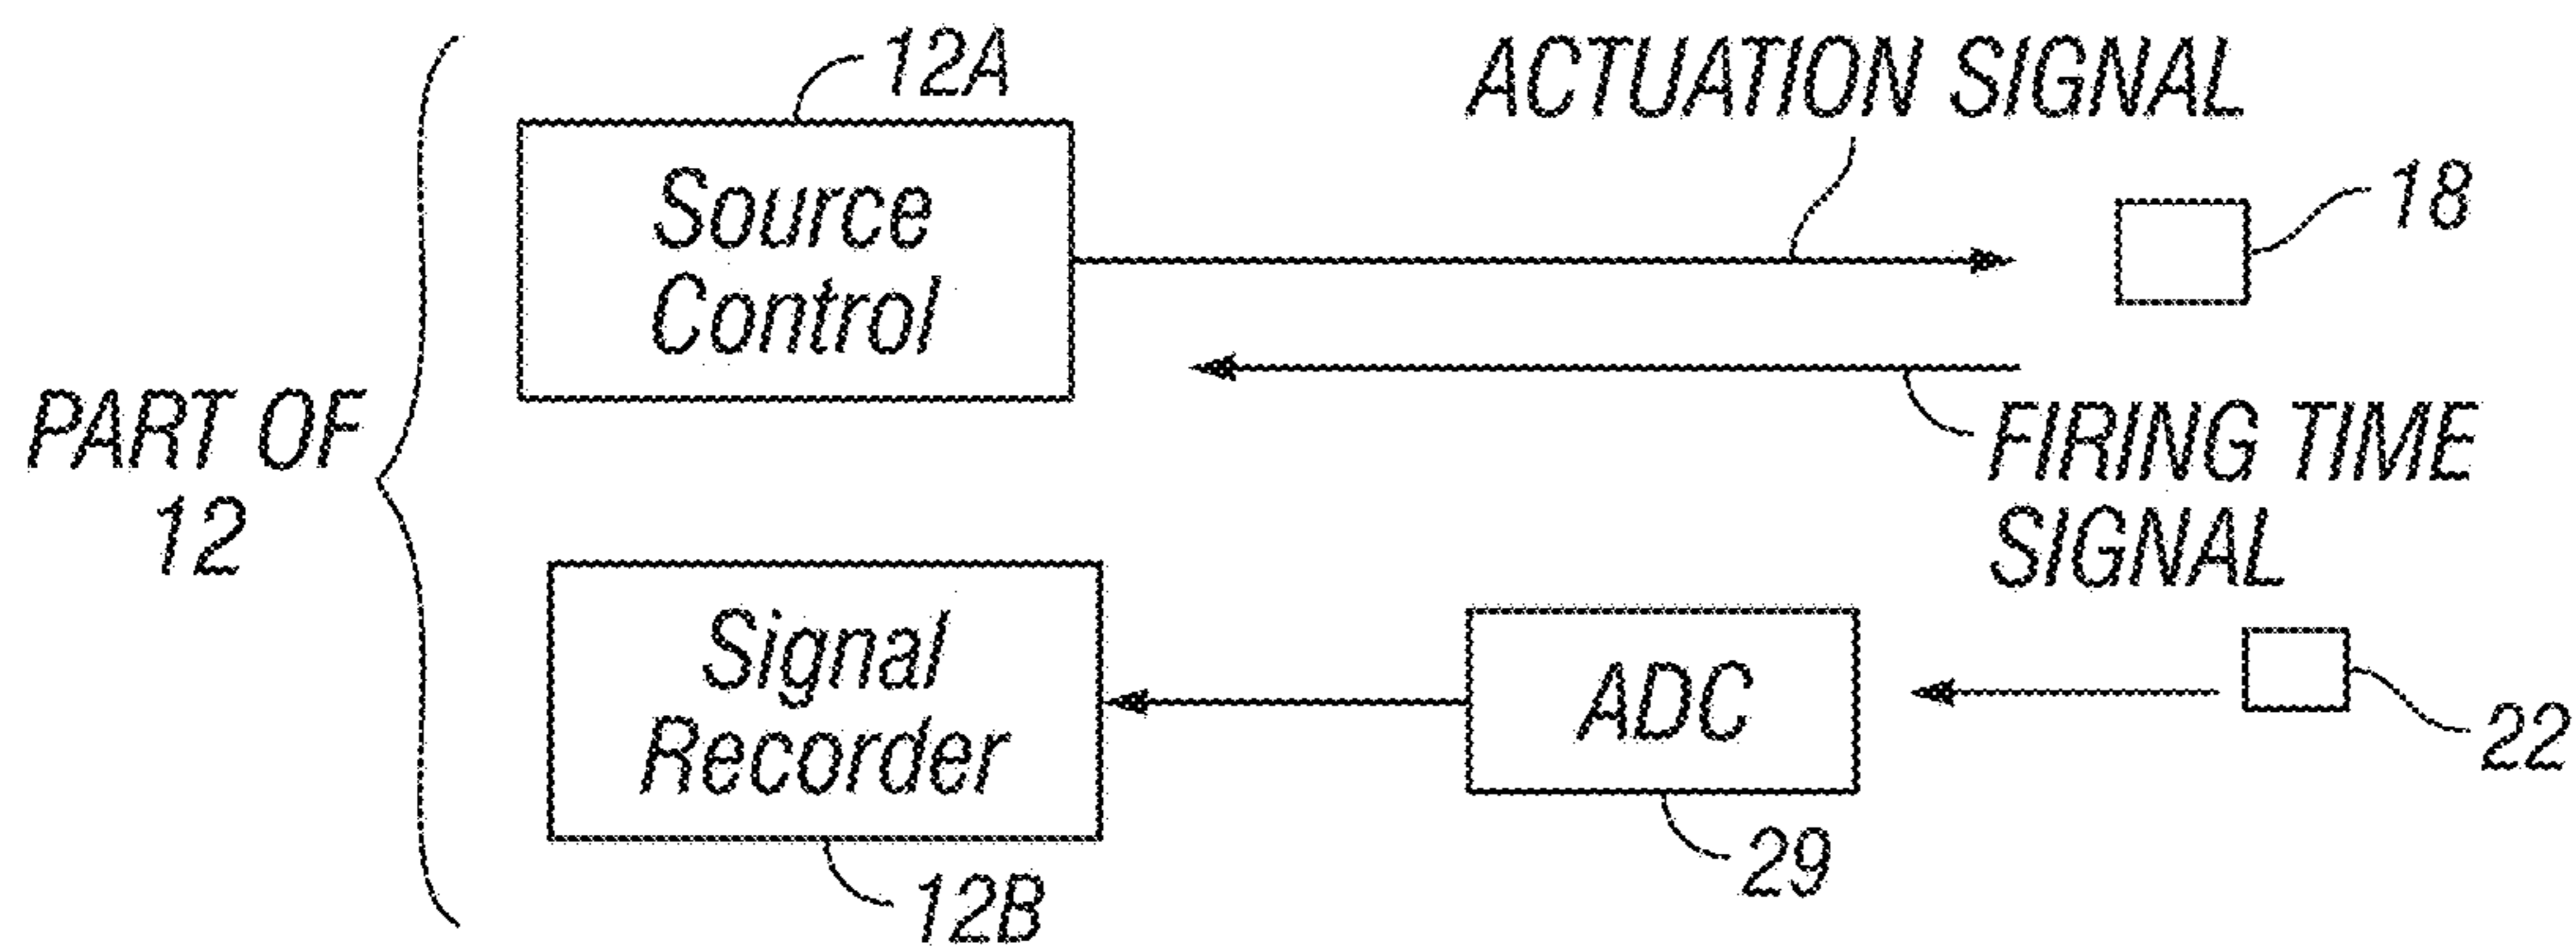 12A
ACTUATION SIGNAL
Source
Control
18
PART OF
12
FIRING TIME
SIGNAL
Signal
Recorder
ADC
22
29
12B